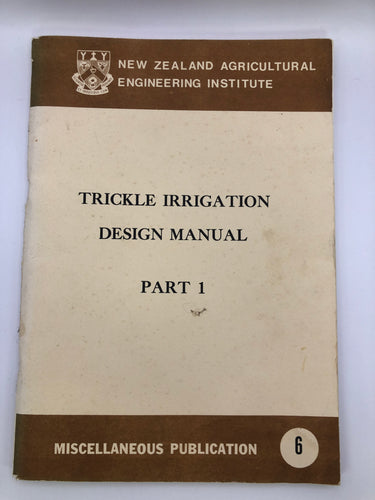 NEW ZEALAND AGRICULTURAL
ENGINEERING INSTITUTE
TRICKLE IRRIGATION
DESIGN MANUAL
PART 1
MISCELLANEOUS PUBLICATION 6